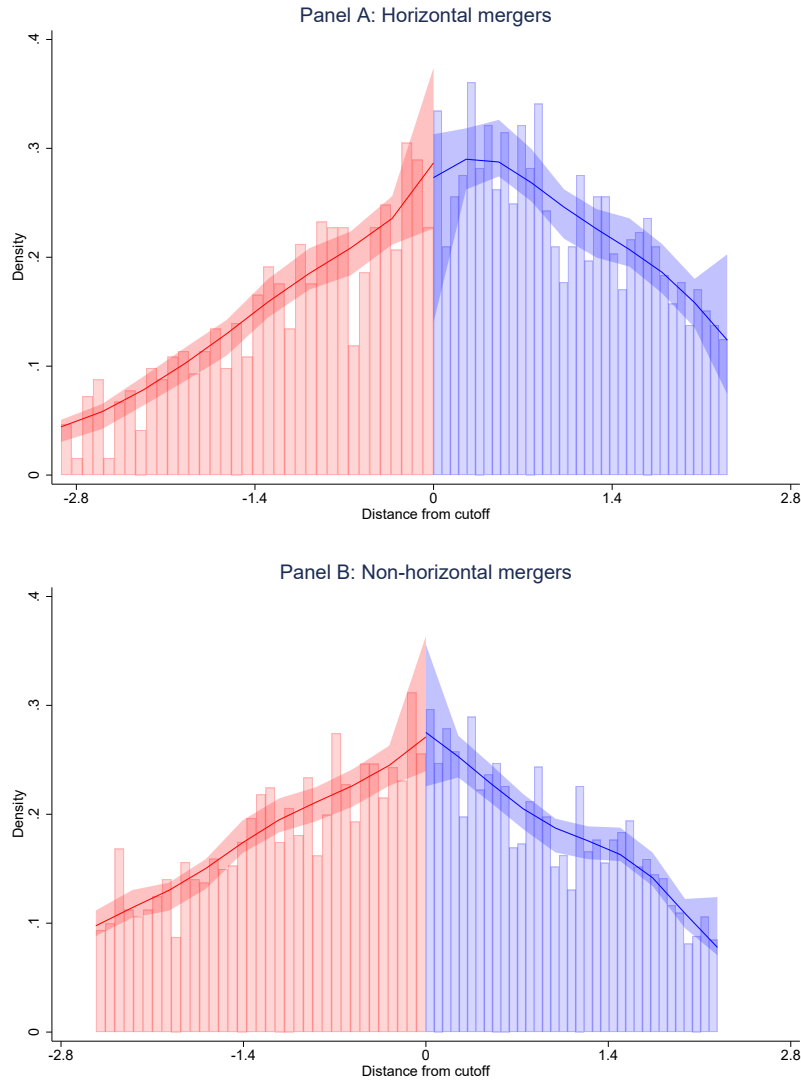 Panel A: Horizontal mergers
.4
.3
.2
.1
0
Density
-2.8 -1.4 0 1.4 2.8
Distance from cutoff
Panel B: Non-horizontal mergers
.4
.3
.2
.1
0
Density
-2.8 -1.4 0 1.4 2.8
Distance from cutoff